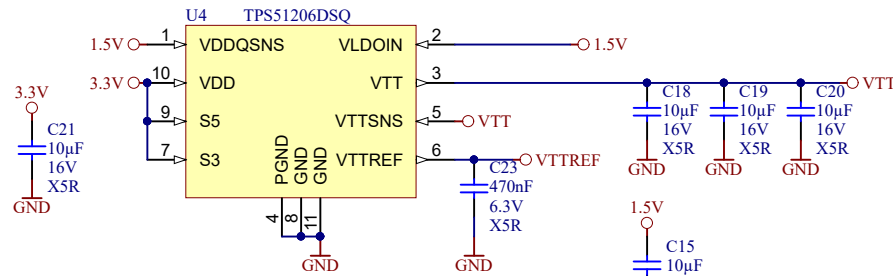 U4 TPS51206DSQ
1.5V 1 VDDQSNS VLDOIN 2 1.5V
3.3V 10 VDD VTT 3 VTT
9 S5 VTTSNS 5 VTT
7 S3 VTTREF 6 VTTREF
PGND GND GND
4 8 11
GND
3.3V
C21
10µF
16V
X5R
GND
C23
470nF
6.3V
X5R
GND
C18
10µF
16V
X5R
GND
C19
10µF
16V
X5R
GND
C20
10µF
16V
X5R
GND
1.5V
C15
10µF